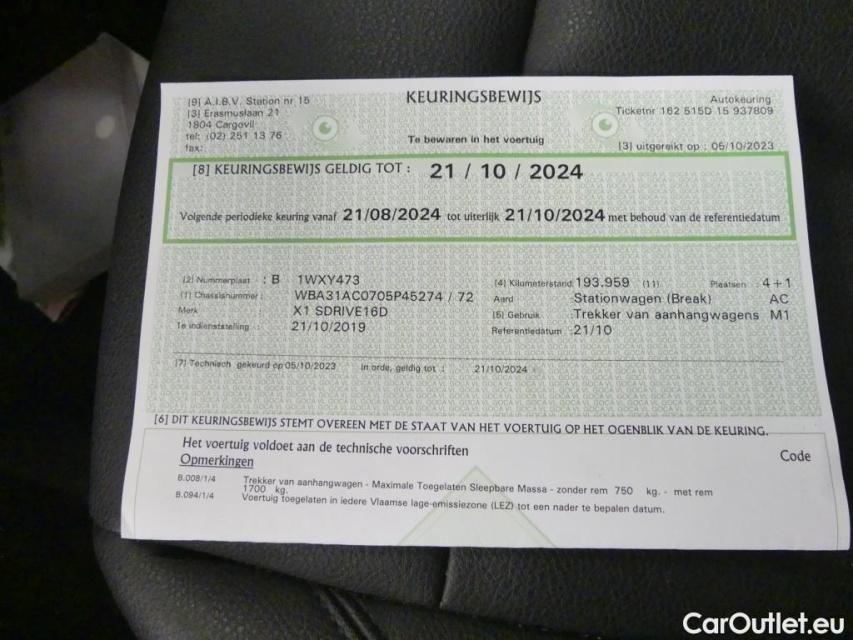 [9] A.I.B.V. Station nr 15
[3] Erasmuslaan 21
1804 Cargovil
tel: (02) 251 13 76
fax:
KEURINGSBEWIJS
Te bewaren in het voertuig
Autokeuring
Ticketnr 162 515D 15 937809
[3] uitgereikt op : 05/10/2023
[8] KEURINGSBEWIJS GELDIG TOT : 21 / 10 / 2024
Volgende periodieke keuring vanaf 21/08/2024 tot uiterlijk 21/10/2024 met behoud van de referentiedatum
[2] Nummerplaat : B 1WXY473
[1] Chassisnummer : WBA31AC0705P45274 / 72
Merk X1 SDRIVE16D
Te indienststelling : 21/10/2019
[4] Kilometerstand: 193.959 (11) Plaatsen 4+1
Aard Stationwagen (Break) AC
[5] Gebruik :Trekker van aanhangwagens M1
Referentiedatum :21/10
[7] Technisch gekeurd op 05/10/2023 In orde, geldig tot : 21/10/2024
[6] DIT KEURINGSBEWIJS STEMT OVEREEN MET DE STAAT VAN HET VOERTUIG OP HET OGENBLIK VAN DE KEURING.
Het voertuig voldoet aan de technische voorschriften
Opmerkingen
Code
B.008/1/4 Trekker van aanhangwagen - Maximale Toegelaten Sleepbare Massa - zonder rem 750 kg. - met rem
1700 kg.
B.094/1/4 Voertuig toegelaten in iedere Vlaamse lage-emissiezone (LEZ) tot een nader te bepalen datum.
CarOutlet.eu